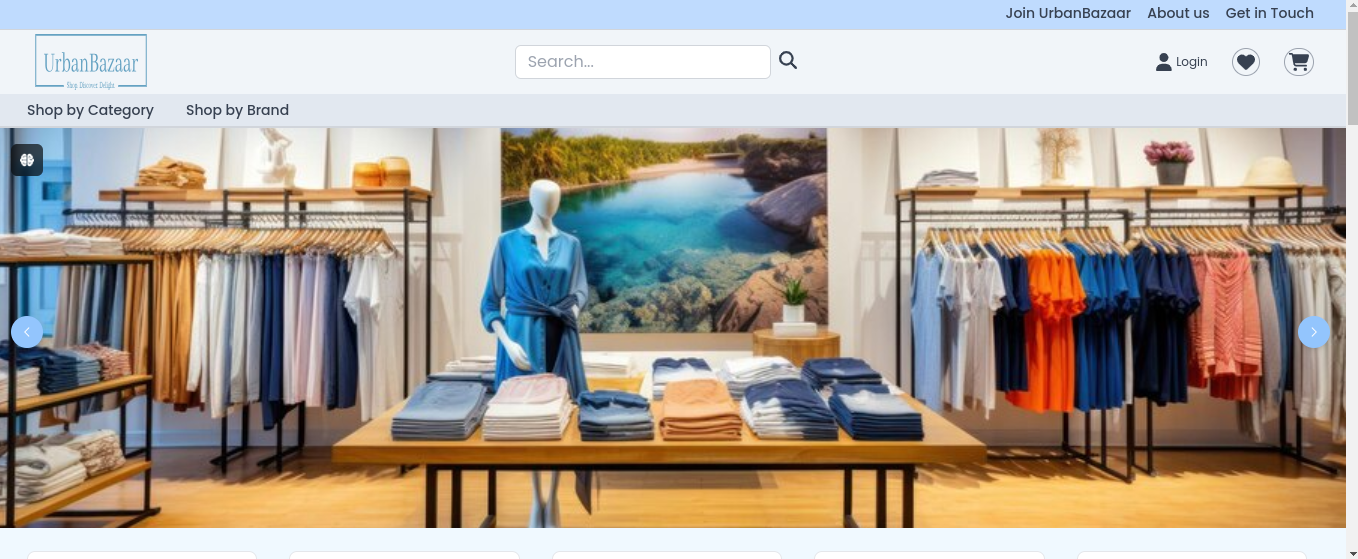 Join UrbanBazaar About us Get in Touch
UrbanBazaar
Shop Discover Delight
Search...
Login
Shop by Category Shop by Brand